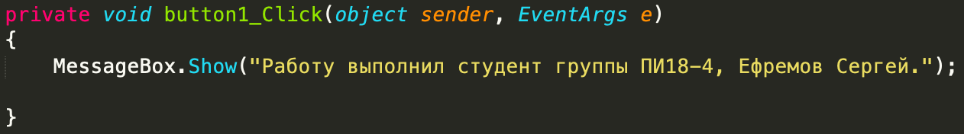 private void button1_Click(object sender, EventArgs e)
{
MessageBox.Show("Работу выполнил студент группы ПИ18-4, Ефремов Сергей.");
}